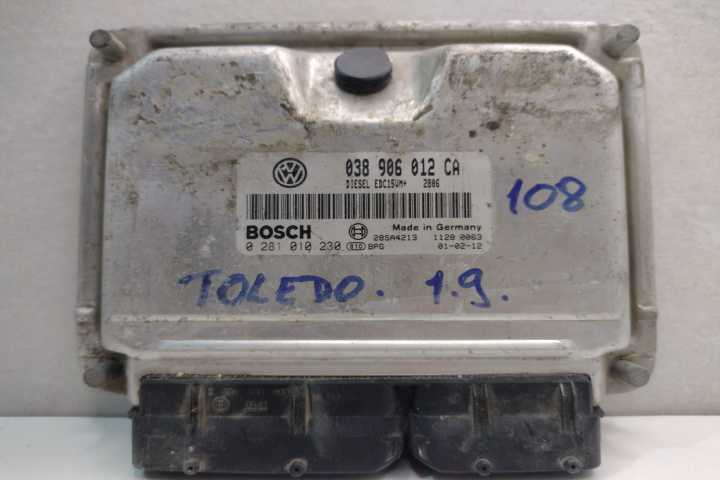 038 906 012 CA
DIESEL EDC15VM+ 2806
108
BOSCH Made in Germany
28SA4213 1128 0063
0 281 010 230 BPG 01-02-12
TOLEDO. 1.9.